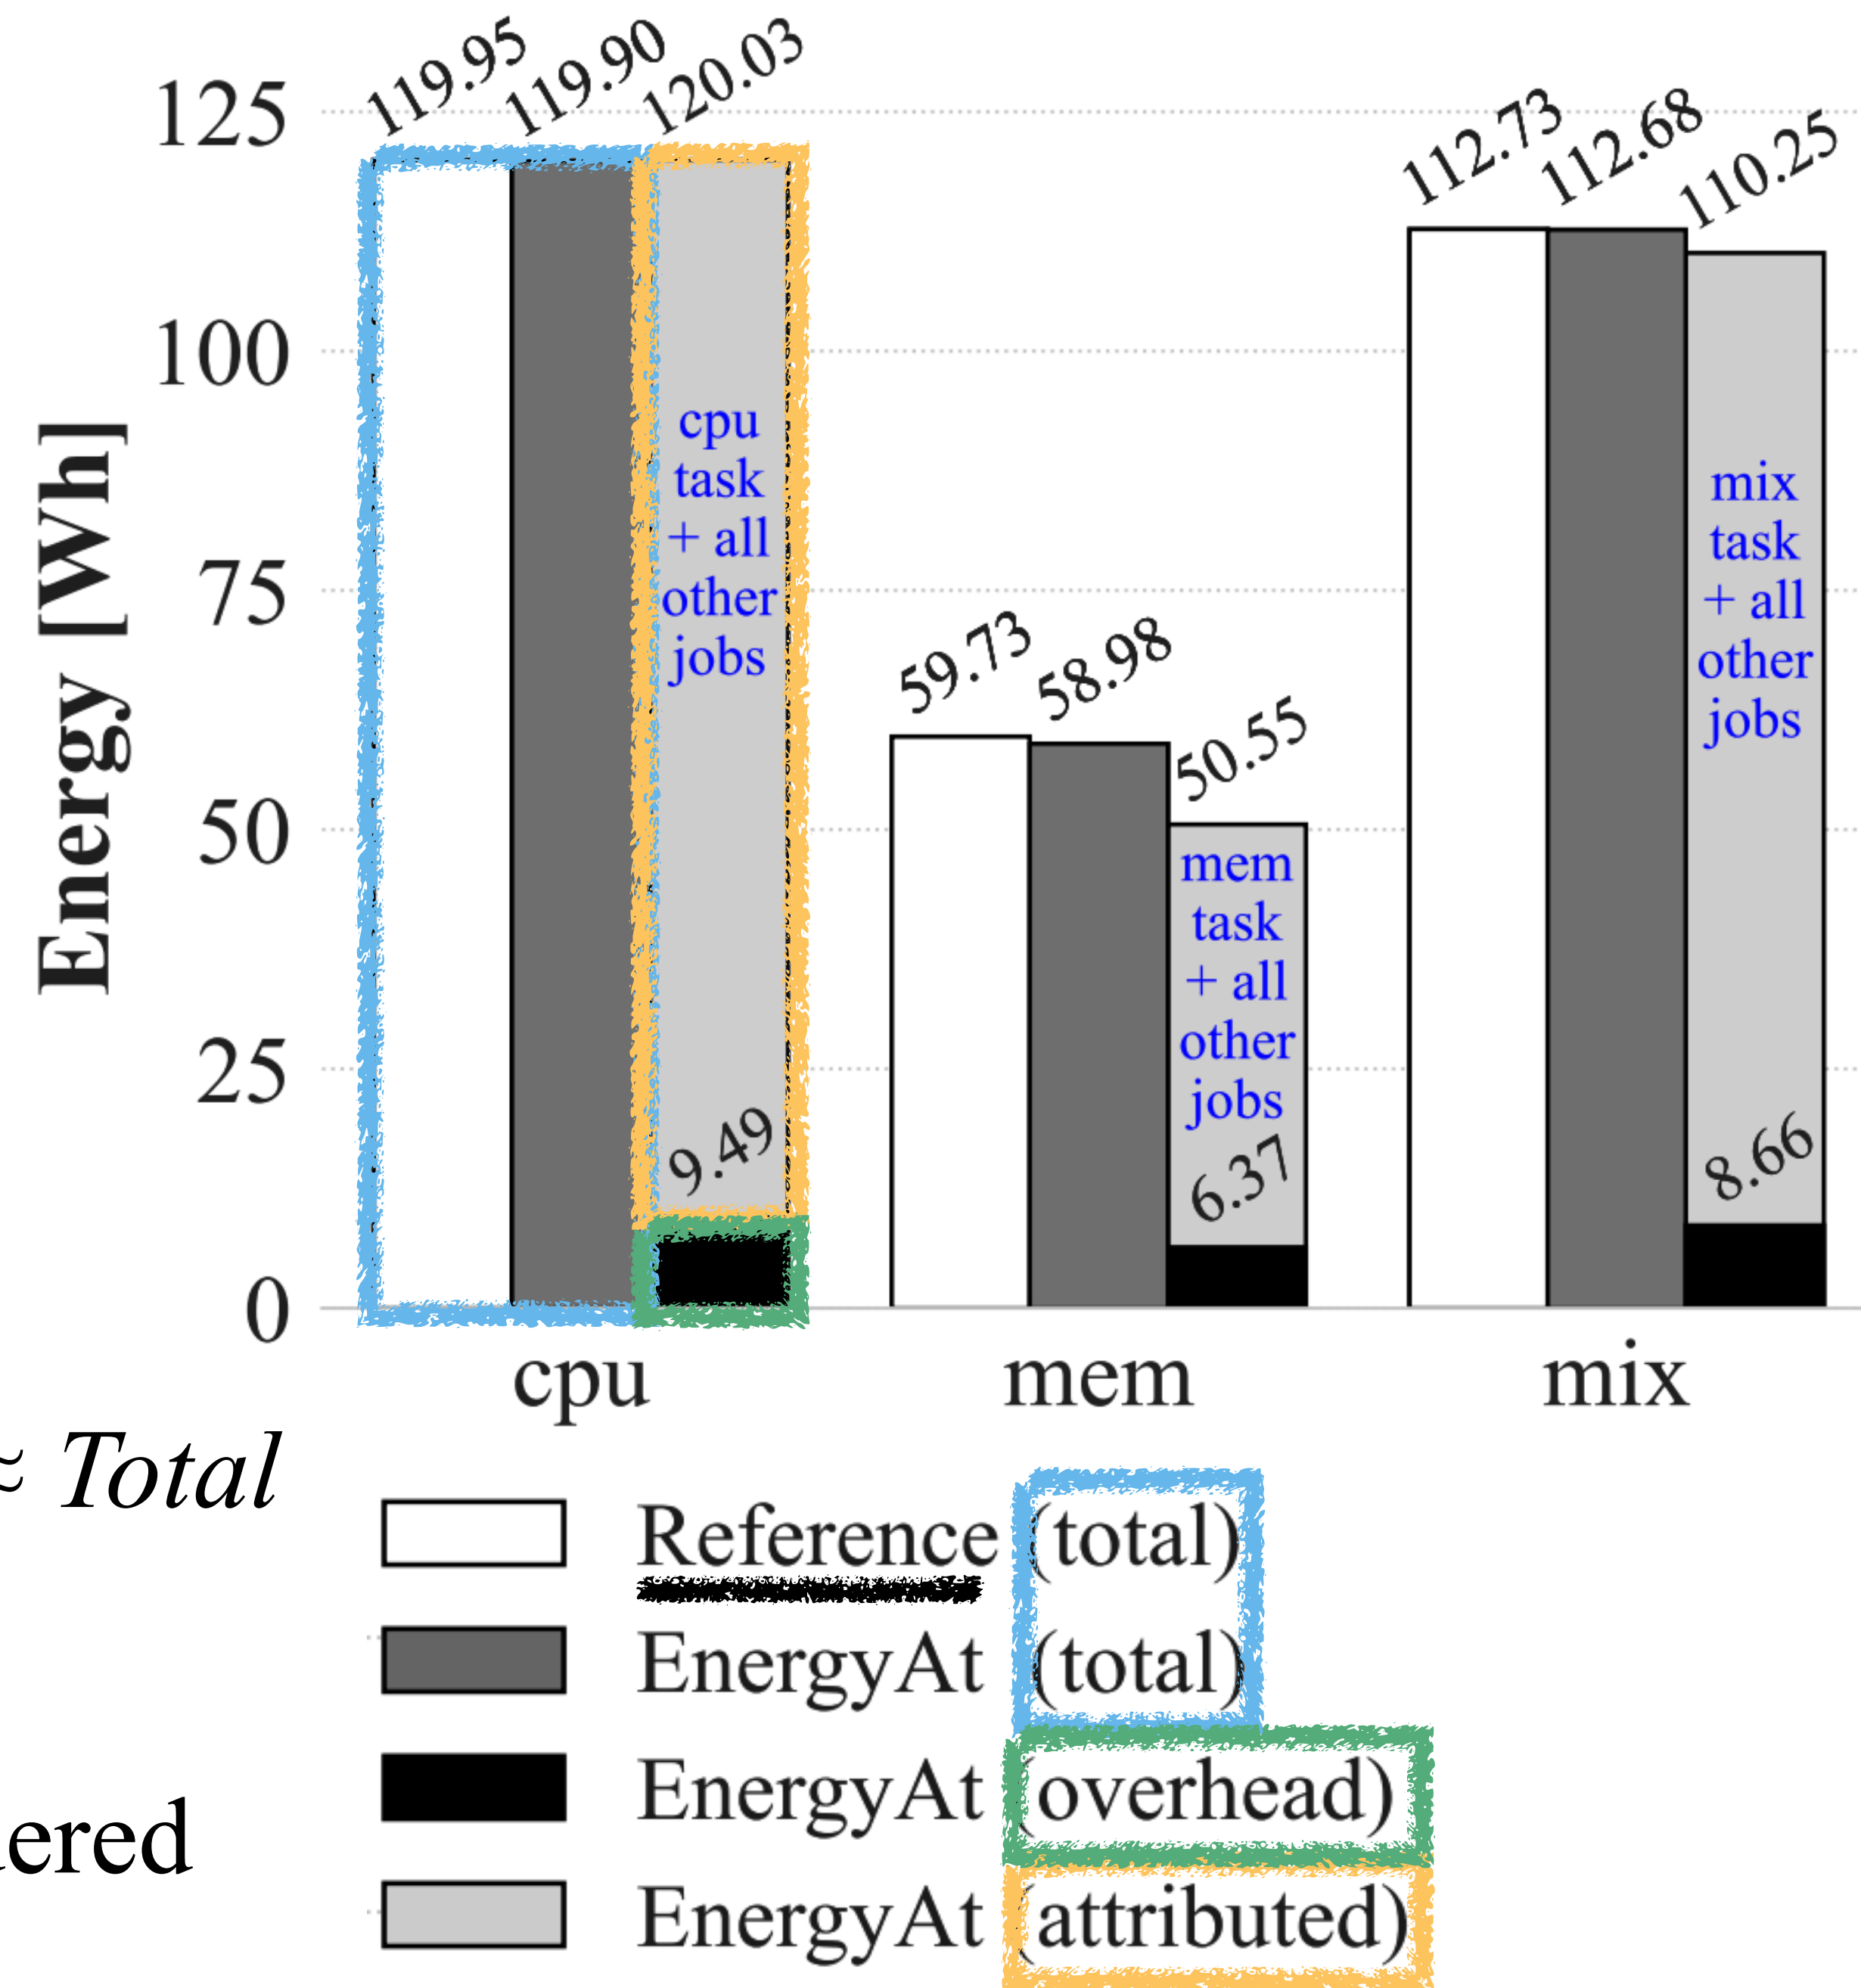 119.95 119.90 120.03
125
112.73 112.68 110.25
100
cpu
task
+ all
other
jobs
mix
task
+ all
other
jobs
75
59.73 58.98 50.55
50
mem
task
+ all
other
jobs
25
9.49 6.37 8.66
0
Energy [Wh]
cpu mem mix
≈ Total
Reference (total)
EnergyAt (total)
EnergyAt (overhead)
ered
EnergyAt (attributed)